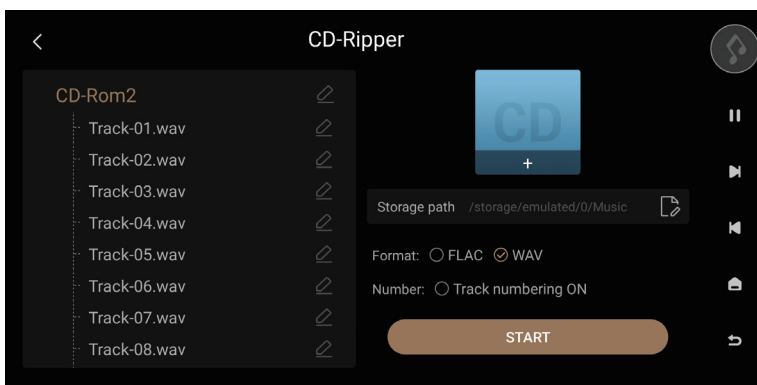 CD-Ripper
CD-Rom2
Track-01.wav
Track-02.wav
Track-03.wav
Track-04.wav
Track-05.wav
Track-06.wav
Track-07.wav
Track-08.wav
CD
+
Storage path /storage/emulated/0/Music
Format: FLAC WAV
Number: Track numbering ON
START